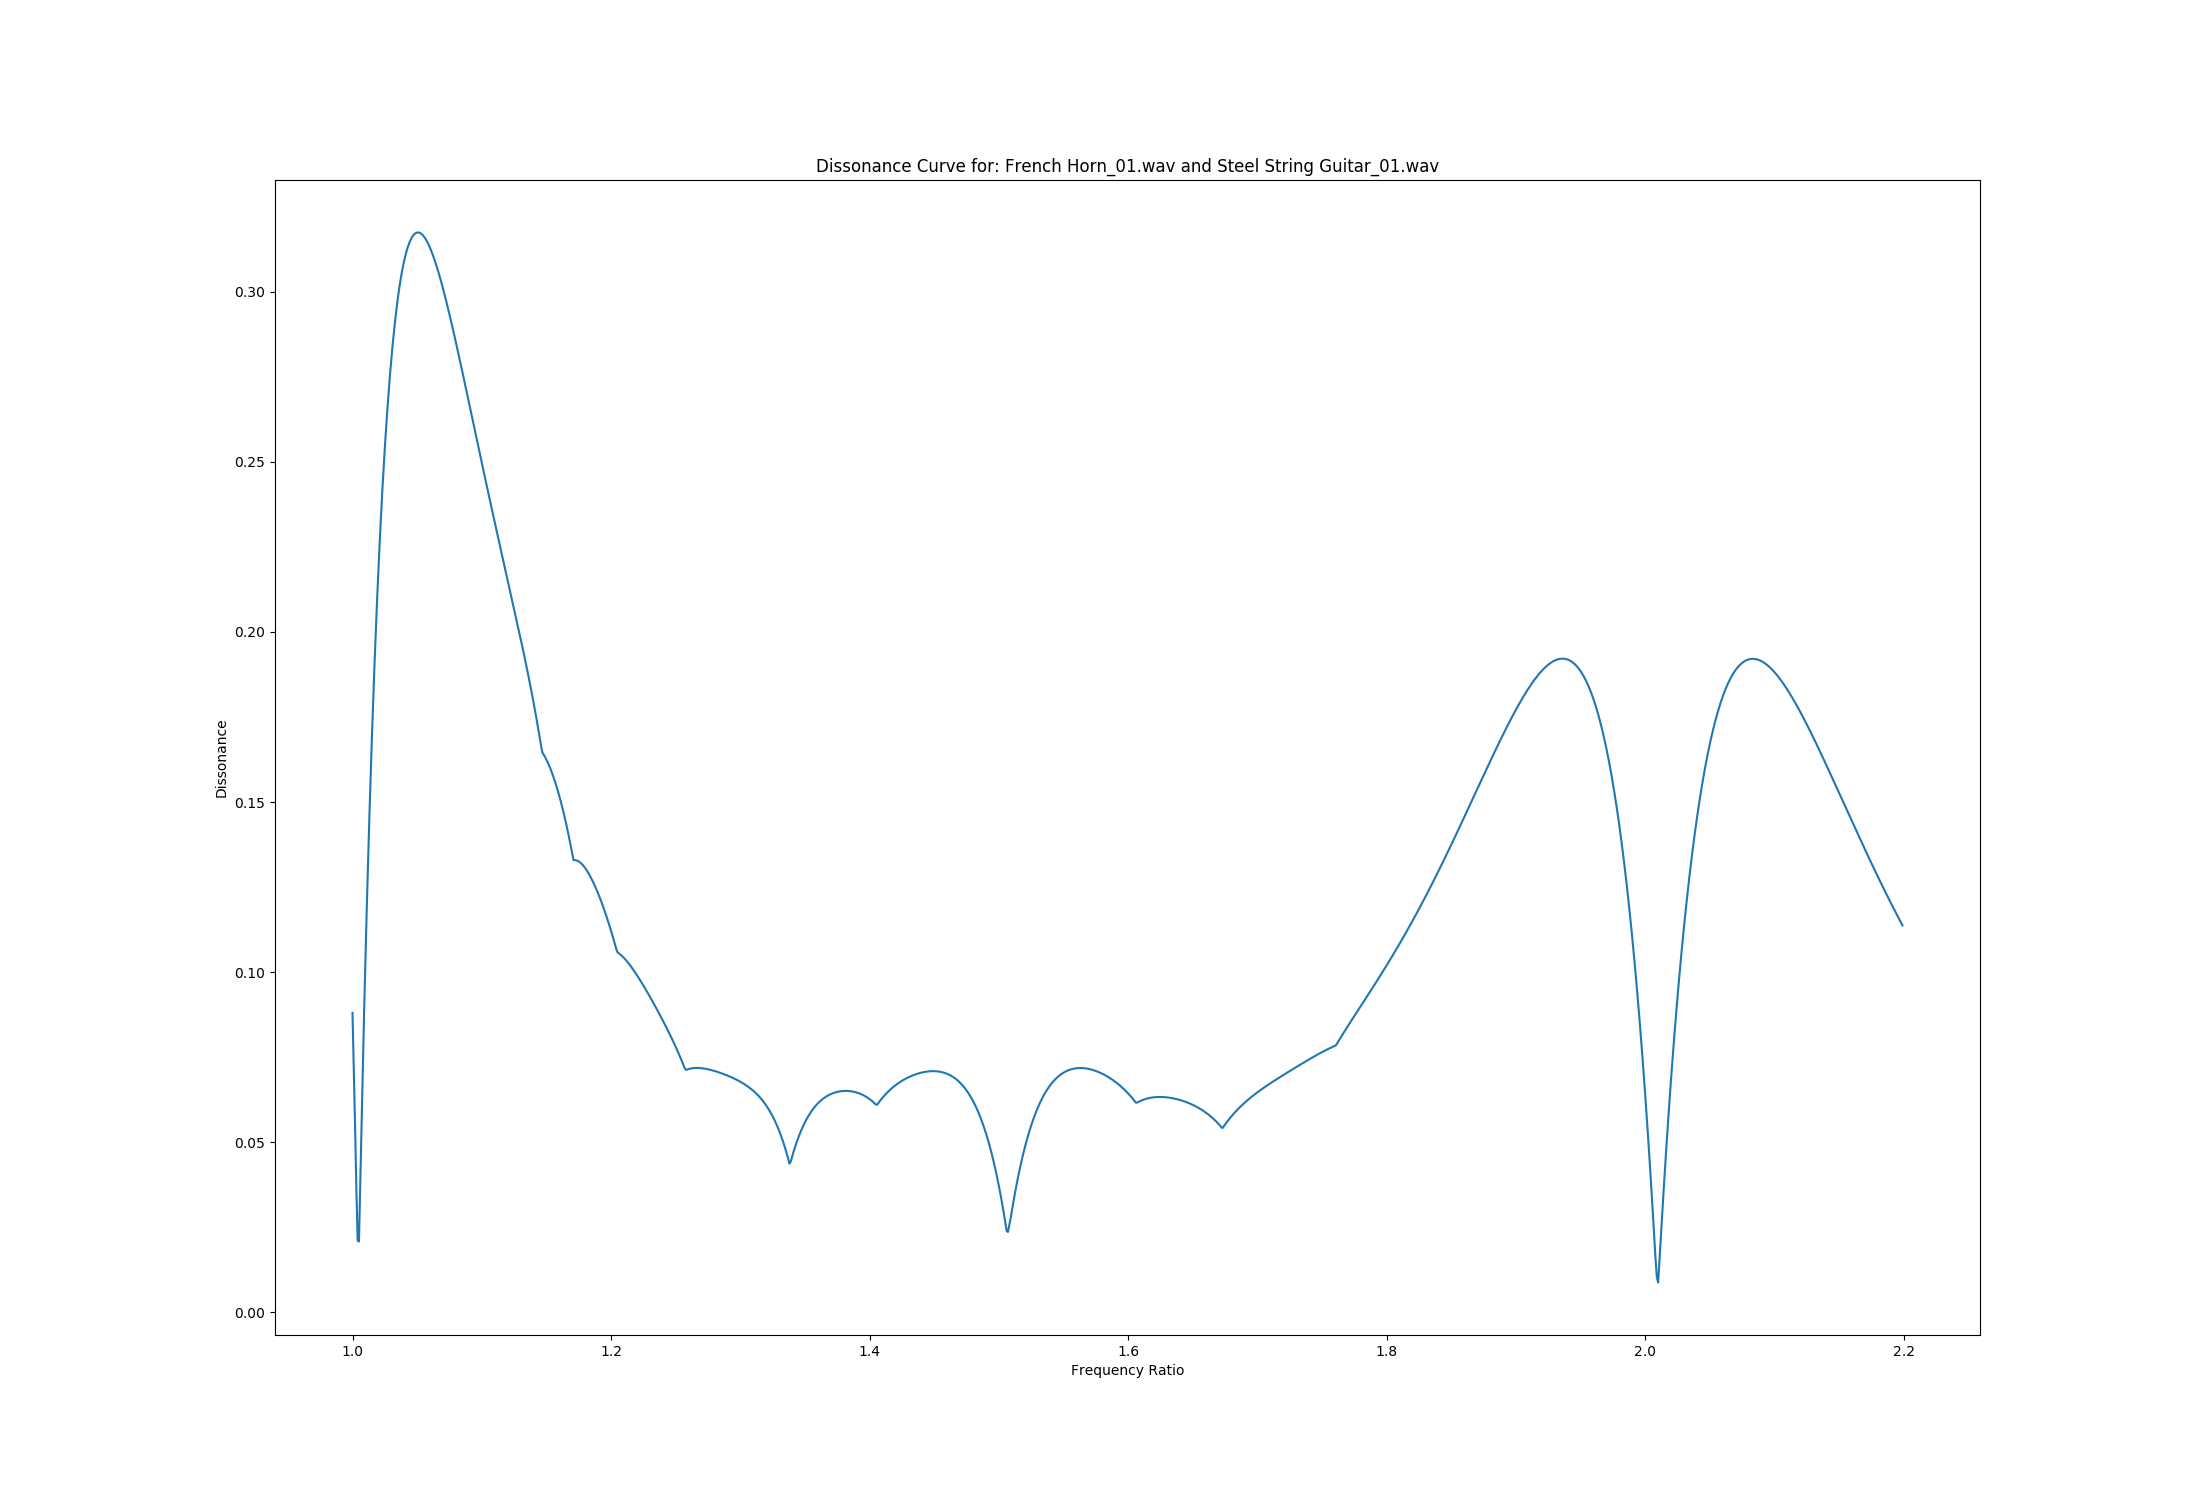 Dissonance Curve for: French Horn_01.wav and Steel String Guitar_01.wav
0.30
0.25
0.20
0.15
0.10
0.05
0.00
Dissonance
1.0 1.2 1.4 1.6 1.8 2.0 2.2
Frequency Ratio